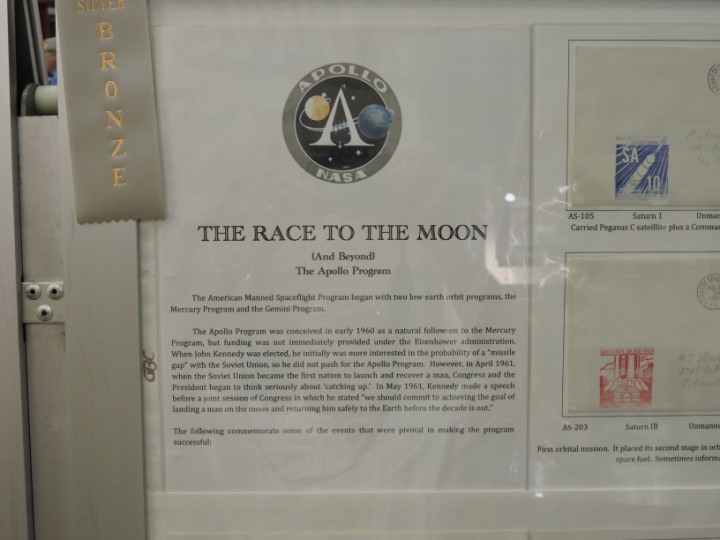 SILVER
BRONZE
APOLLO
NASA
THE RACE TO THE MOON
(And Beyond)
The Apollo Program
The American Manned Spaceflight Program began with two low earth orbit programs, the
Mercury Program and the Gemini Program.
The Apollo Program was conceived in early 1960 as a natural follow-on to the Mercury
Program, but funding was not immediately provided under the Eisenhower administration.
When John Kennedy was elected, he initially was more interested in the probability of a "missile
gap" with the Soviet Union, so he did not push for the Apollo Program. However, in April 1961,
when the Soviet Union became the first nation to launch and recover a man, Congress and the
President began to think seriously about 'catching up.' In May 1961, Kennedy made a speech
before a joint session of Congress in which he stated "we should commit to achieving the goal of
landing a man on the moon and returning him safely to the Earth before the decade is out."
The following commemorate some of the events that were pivotal in making the program
successful:
SA
10
AS-105 Saturn 1 Unman
Carried Pegasus C satellite plus a Comma
AS-203 Saturn IB Unmanne
First orbital mission. It placed its second stage in orb
space fuel. Sometimes informa